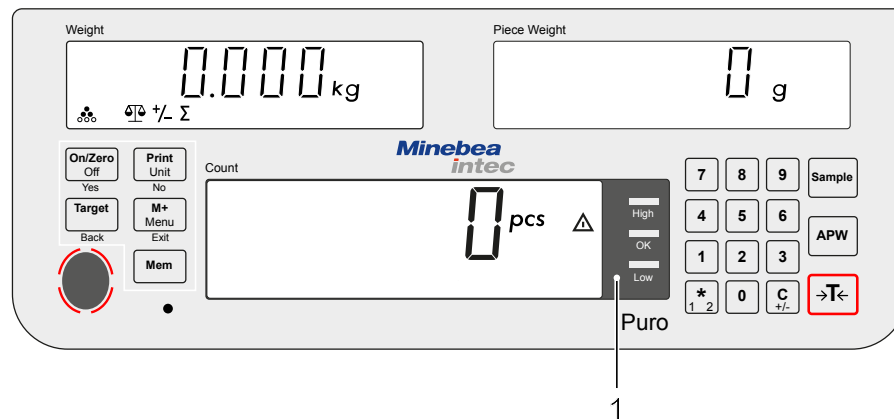 Weight
0.000 kg
+/- Σ
Piece Weight
0 g
Minebea
intec
On/Zero
Off
Yes
Print
Unit
No
Target
Back
M+
Menu
Exit
Mem
Count
0 pcs
High
OK
Low
Puro
7 8 9 Sample
4 5 6 APW
1 2 3
* 1 2 0 C +/- →T←
1